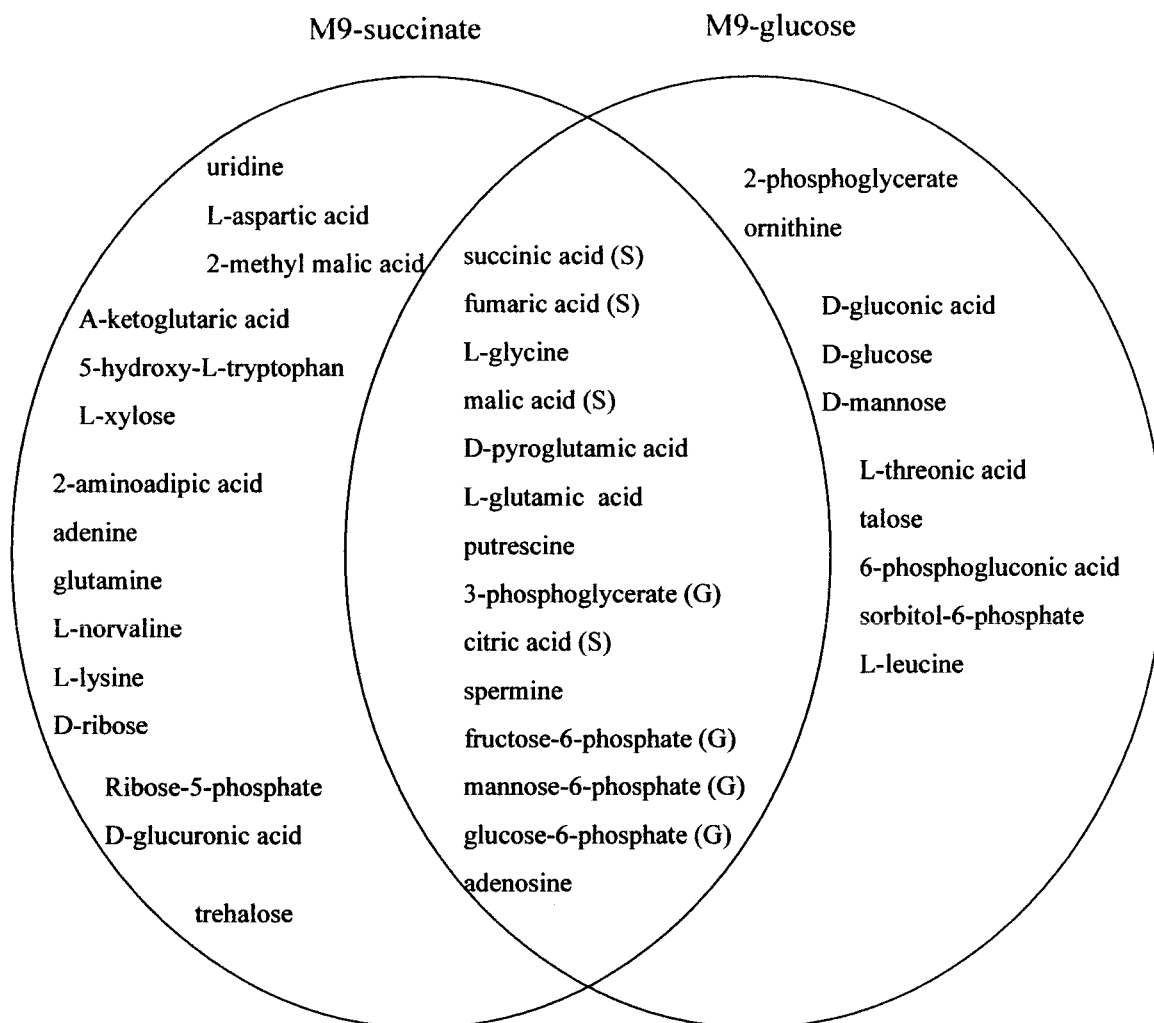 M9-succinate
M9-glucose
uridine
L-aspartic acid
2-methyl malic acid
A-ketoglutaric acid
5-hydroxy-L-tryptophan
L-xylose
2-aminoadipic acid
adenine
glutamine
L-norvaline
L-lysine
D-ribose
Ribose-5-phosphate
D-glucuronic acid
trehalose
succinic acid (S)
fumaric acid (S)
L-glycine
malic acid (S)
D-pyroglutamic acid
L-glutamic acid
putrescine
3-phosphoglycerate (G)
citric acid (S)
spermine
fructose-6-phosphate (G)
mannose-6-phosphate (G)
glucose-6-phosphate (G)
adenosine
2-phosphoglycerate
ornithine
D-gluconic acid
D-glucose
D-mannose
L-threonic acid
talose
6-phosphogluconic acid
sorbitol-6-phosphate
L-leucine